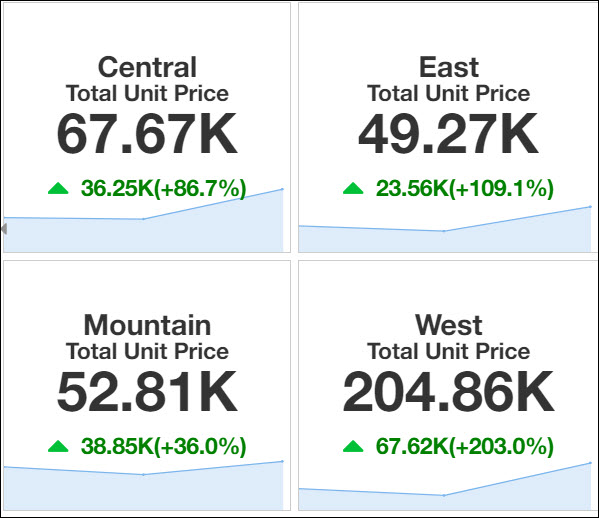 Central
Total Unit Price
67.67K
36.25K(+86.7%)
East
Total Unit Price
49.27K
23.56K(+109.1%)
Mountain
Total Unit Price
52.81K
38.85K(+36.0%)
West
Total Unit Price
204.86K
67.62K(+203.0%)